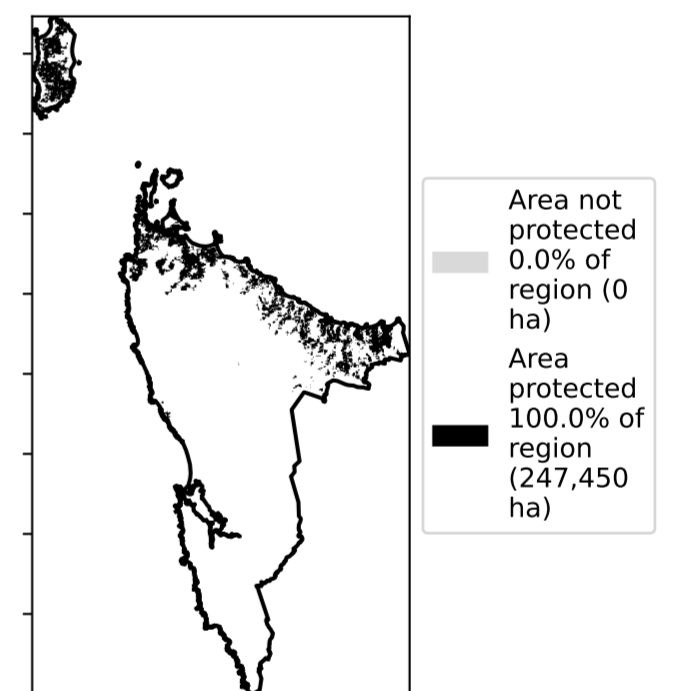 Area not
protected
0.0% of
region (0
ha)
Area
protected
100.0% of
region
(247,450
ha)